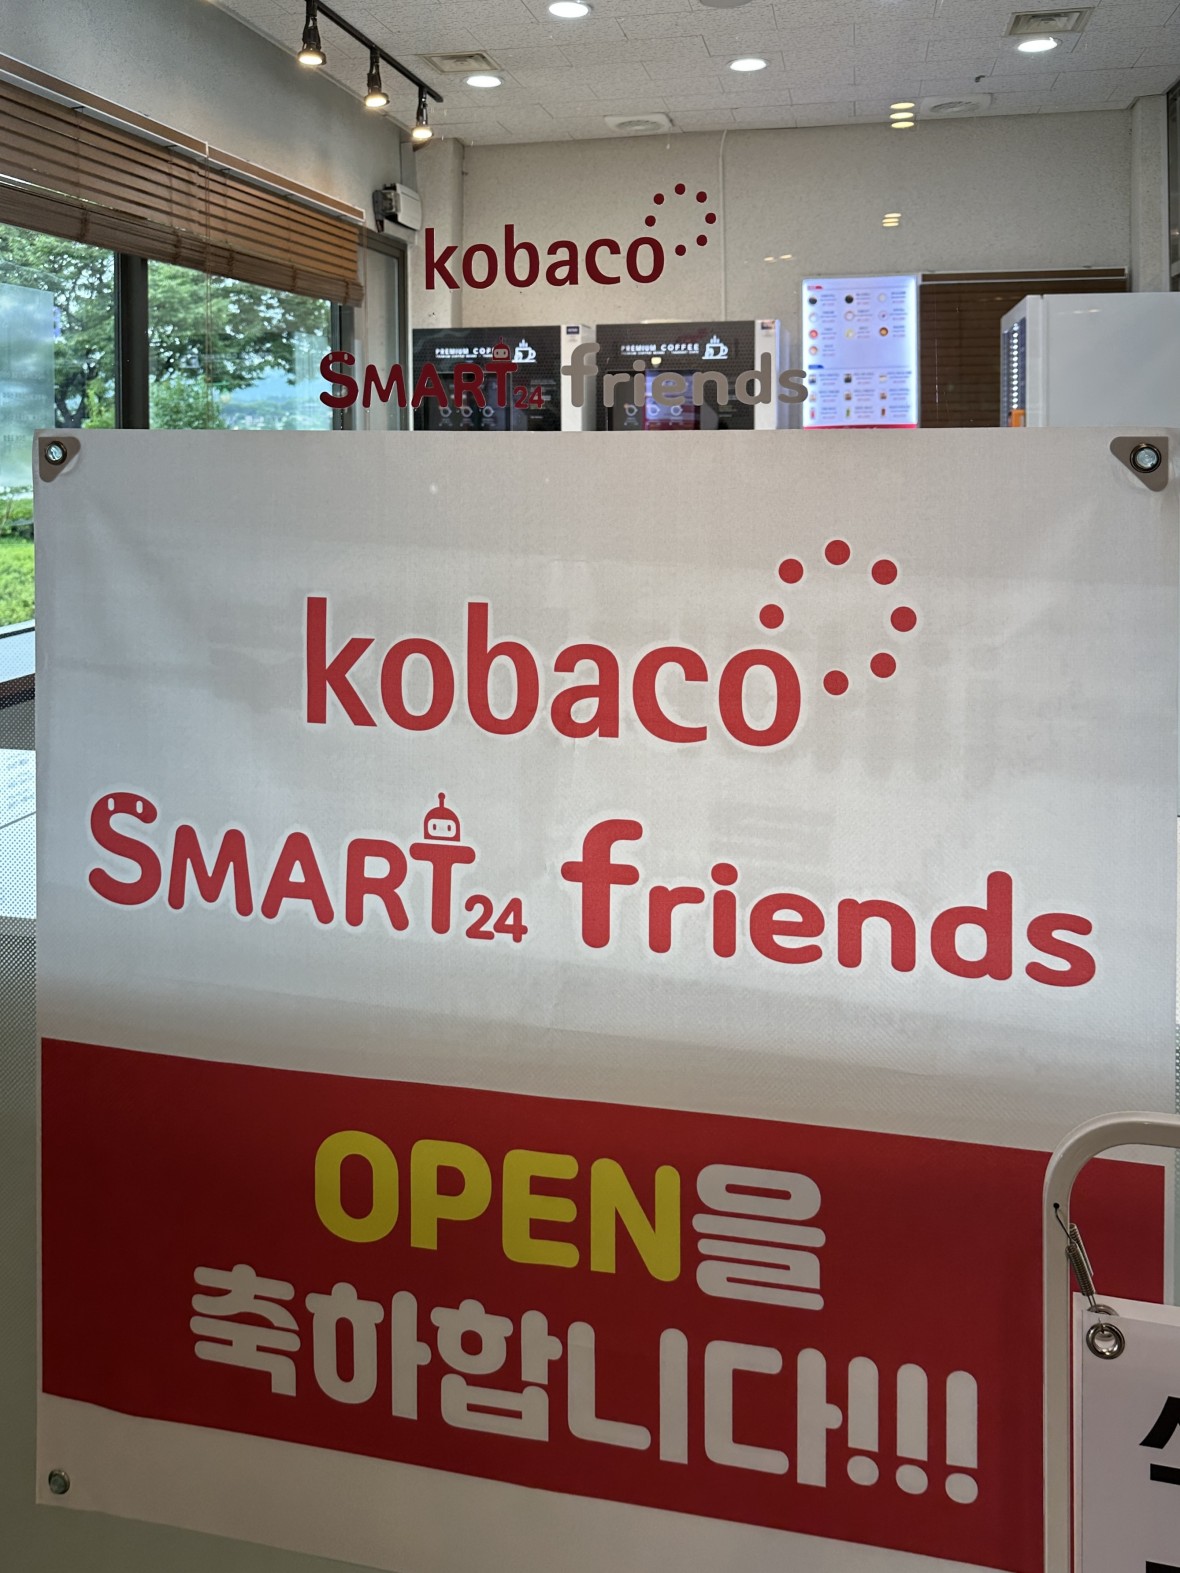 kobaco
PREMIUM COFFEE
PREMIUM COFFEE
SMART24 friends
kobaco
SMART24 friends
OPEN을
축하합니다!!!